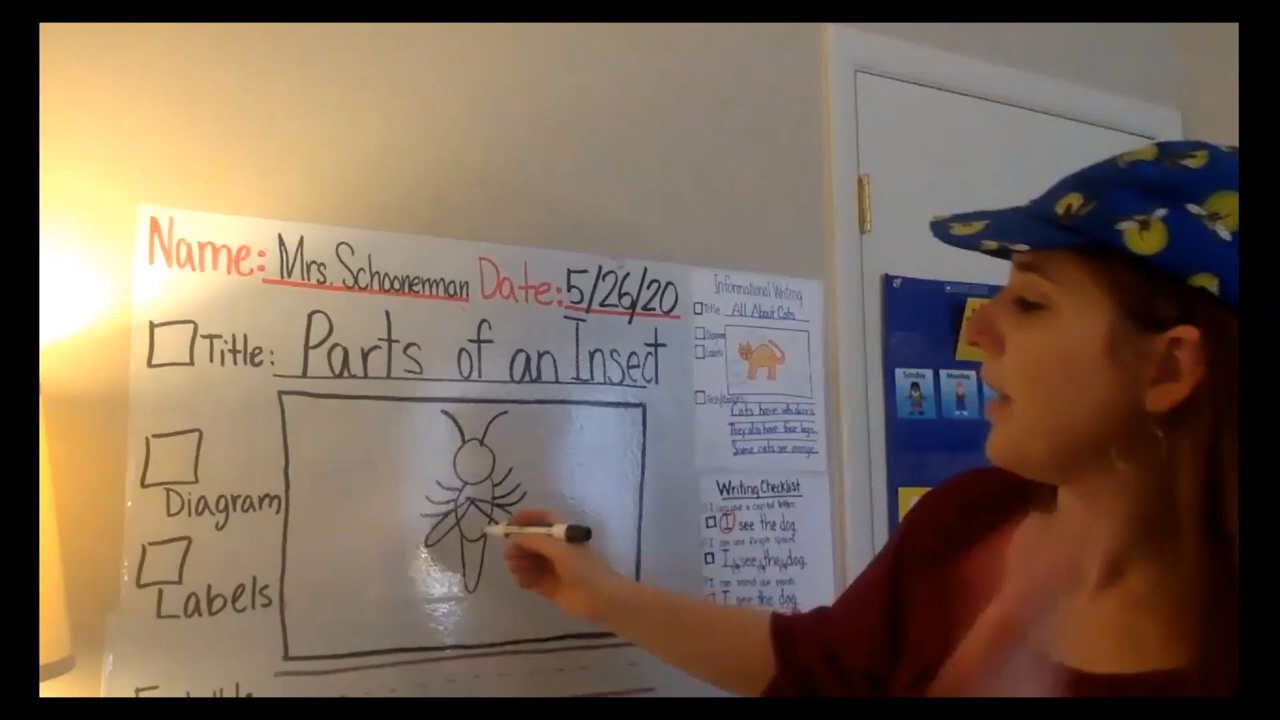 Name: Mrs. Schoonerman Date: 5/26/20
Title: Parts of an Insect
Diagram
Labels
Informational Writing
Title All About Cats
Diagram
Labels
Cats have whiskers.
They also have four legs.
Some cats are orange.
Writing Checklist
I see the dog.
I see the dog.
I see the dog.
Sunday
Monday